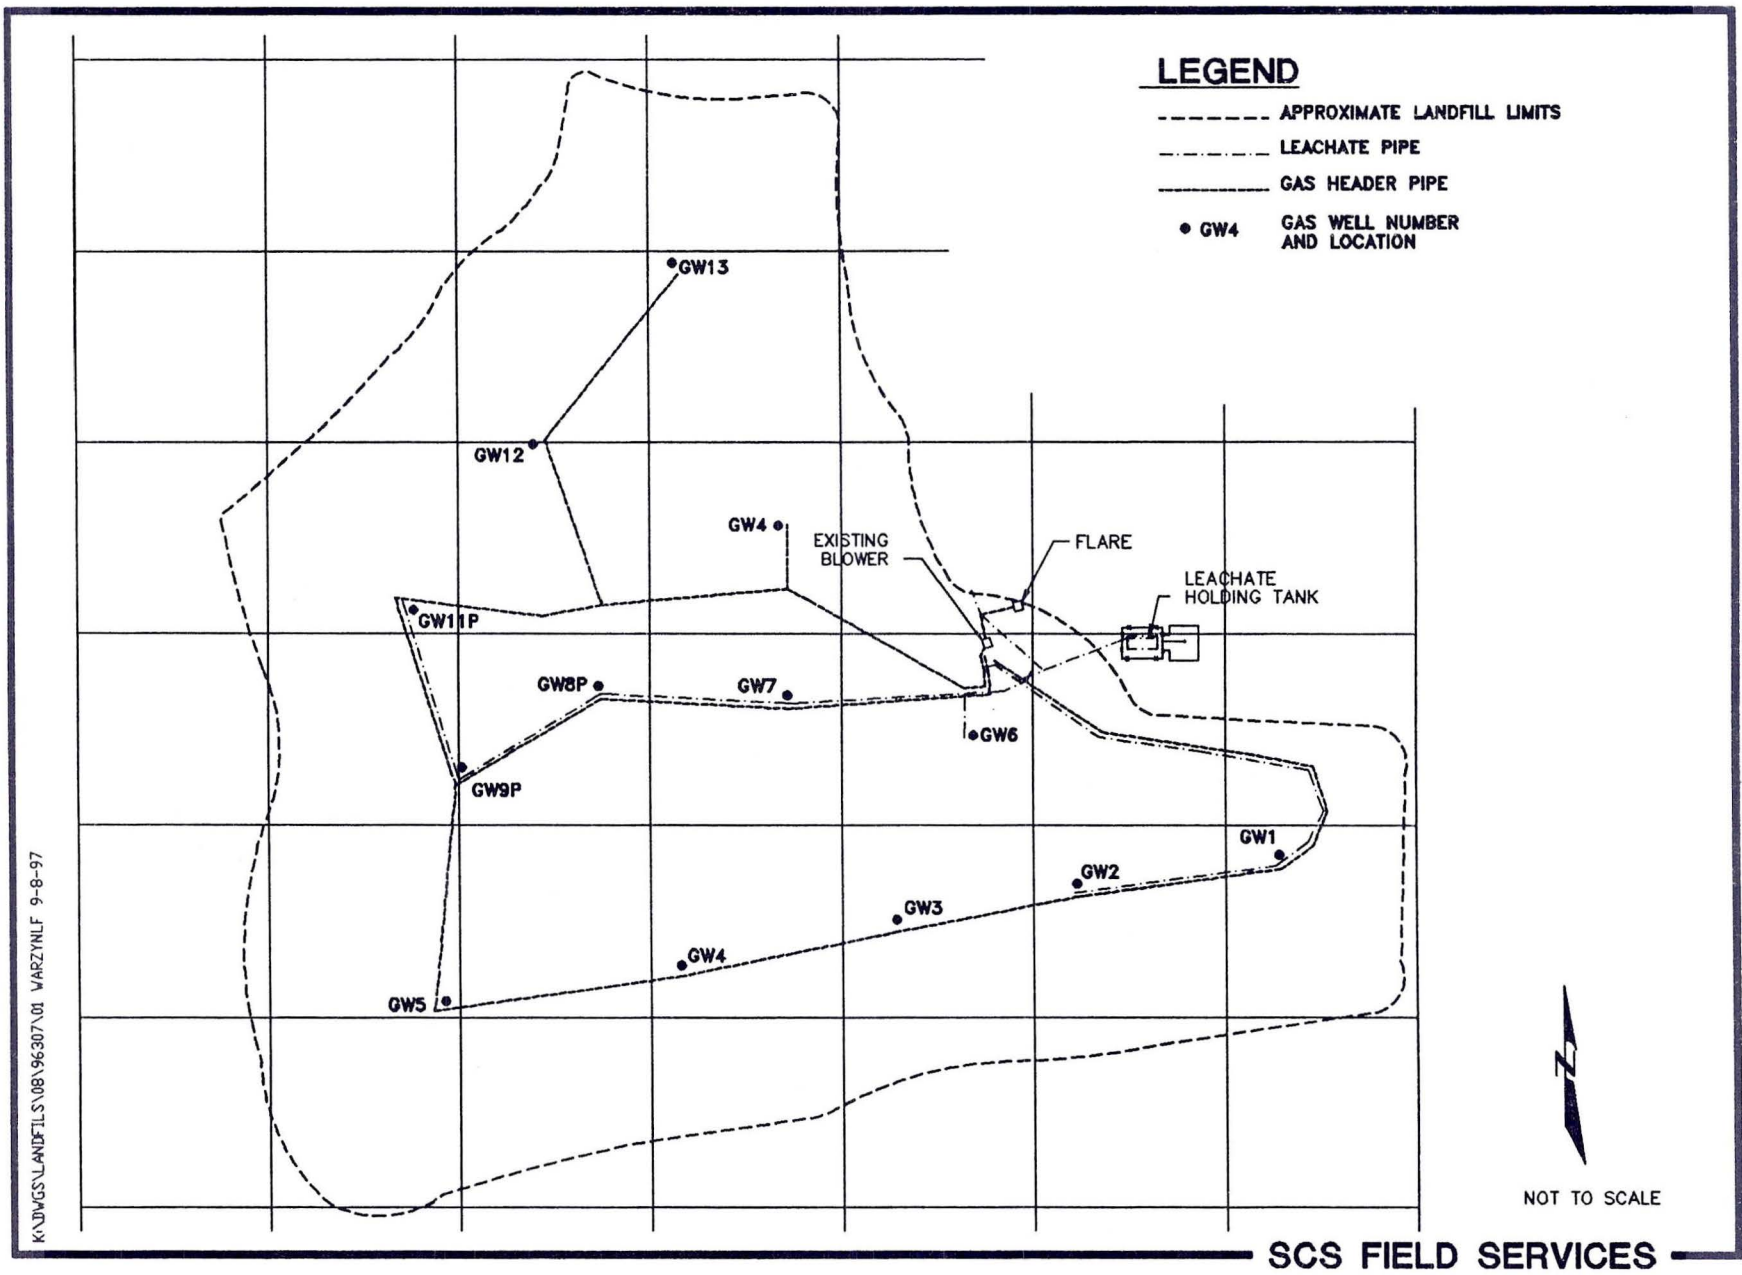 LEGEND
APPROXIMATE LANDFILL LIMITS
LEACHATE PIPE
GAS HEADER PIPE
GW4
GAS WELL NUMBER
AND LOCATION
GW13
GW12
GW4
EXISTING
BLOWER
FLARE
LEACHATE
HOLDING TANK
GW11P
GW8P
GW7
GW6
GW9P
GW1
GW2
GW3
GW4
GW5
K:\DWGS\LANDFILLS\08\96307\01 WARZYNLF 9-8-97
N
NOT TO SCALE
SCS FIELD SERVICES